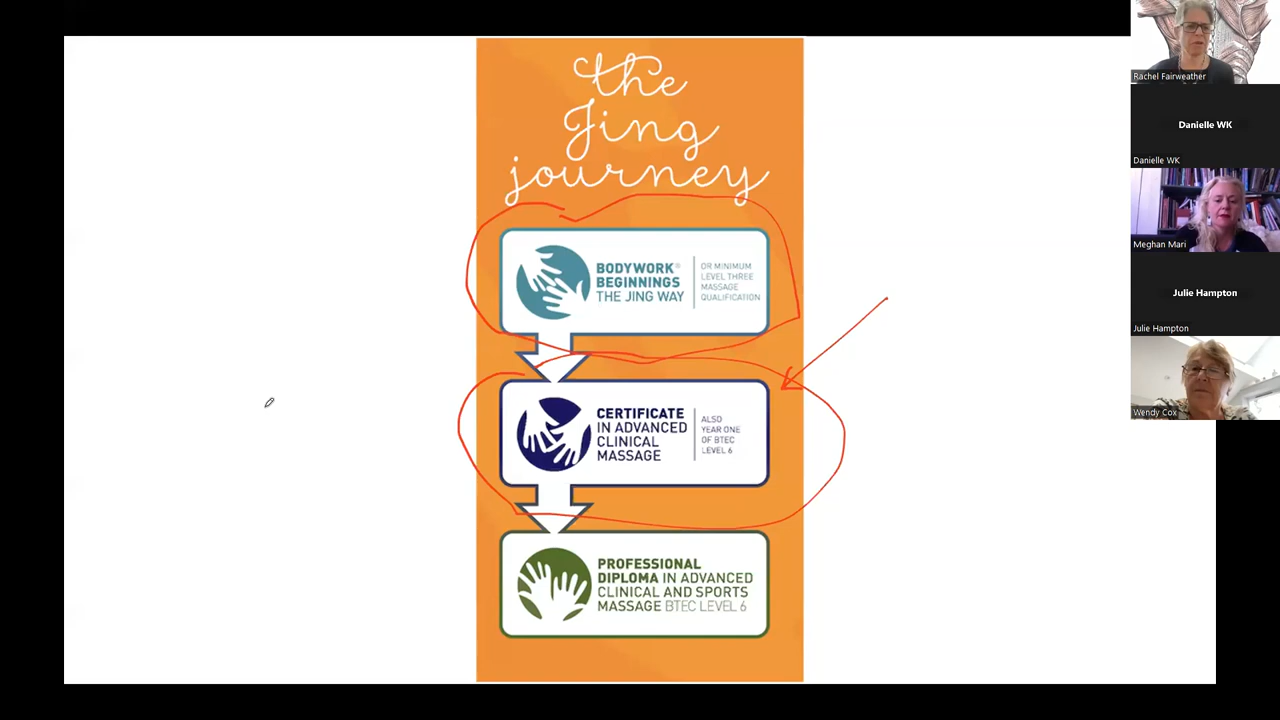 the
Jing
journey
BODYWORK®
BEGINNINGS
THE JING WAY
OR MINIMUM
LEVEL THREE
MASSAGE
QUALIFICATION
CERTIFICATE
IN ADVANCED
CLINICAL
MASSAGE
ALSO
YEAR ONE
OF BTEC
LEVEL 6
PROFESSIONAL
DIPLOMA IN ADVANCED
CLINICAL AND SPORTS
MASSAGE BTEC LEVEL 6
Rachel Fairweather
Danielle WK
Danielle WK
Meghan Mari
Julie Hampton
Julie Hampton
Wendy Cox